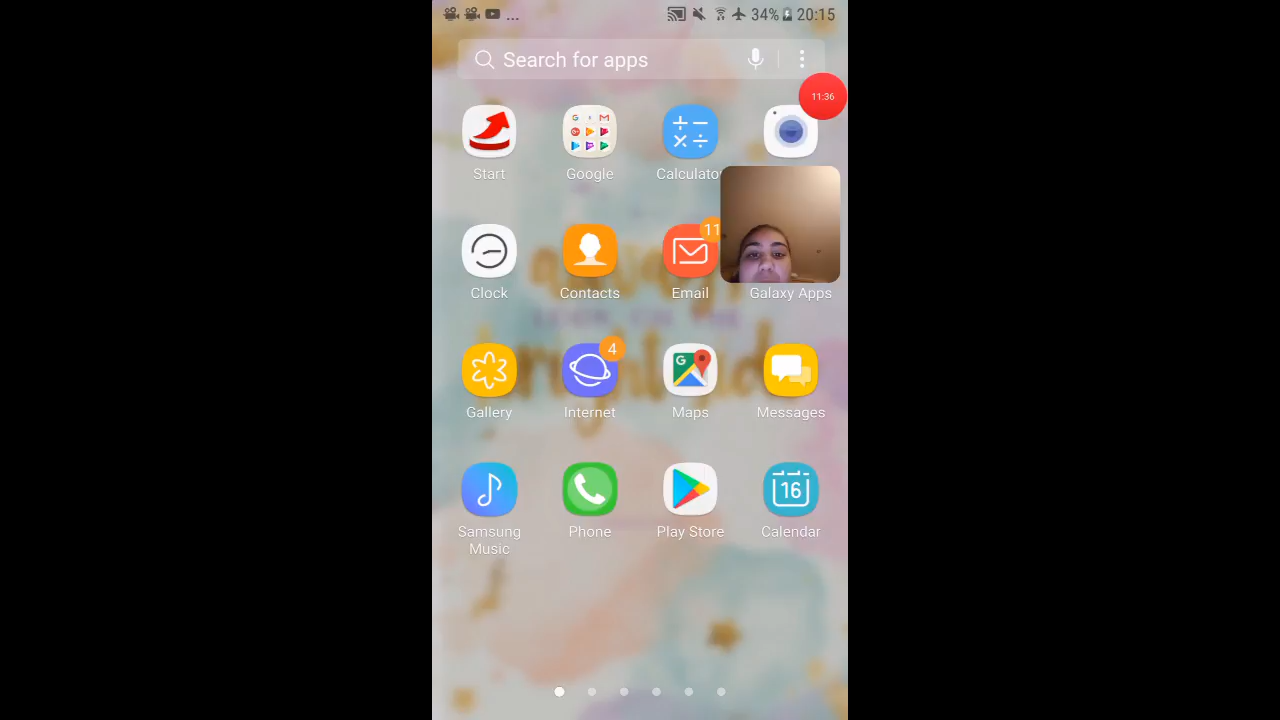 ... 34% 20:15
Search for apps
11:36
Start Google Calculato
11
Clock Contacts Email Galaxy Apps
4
Gallery Internet Maps Messages
16
Samsung Music Phone Play Store Calendar